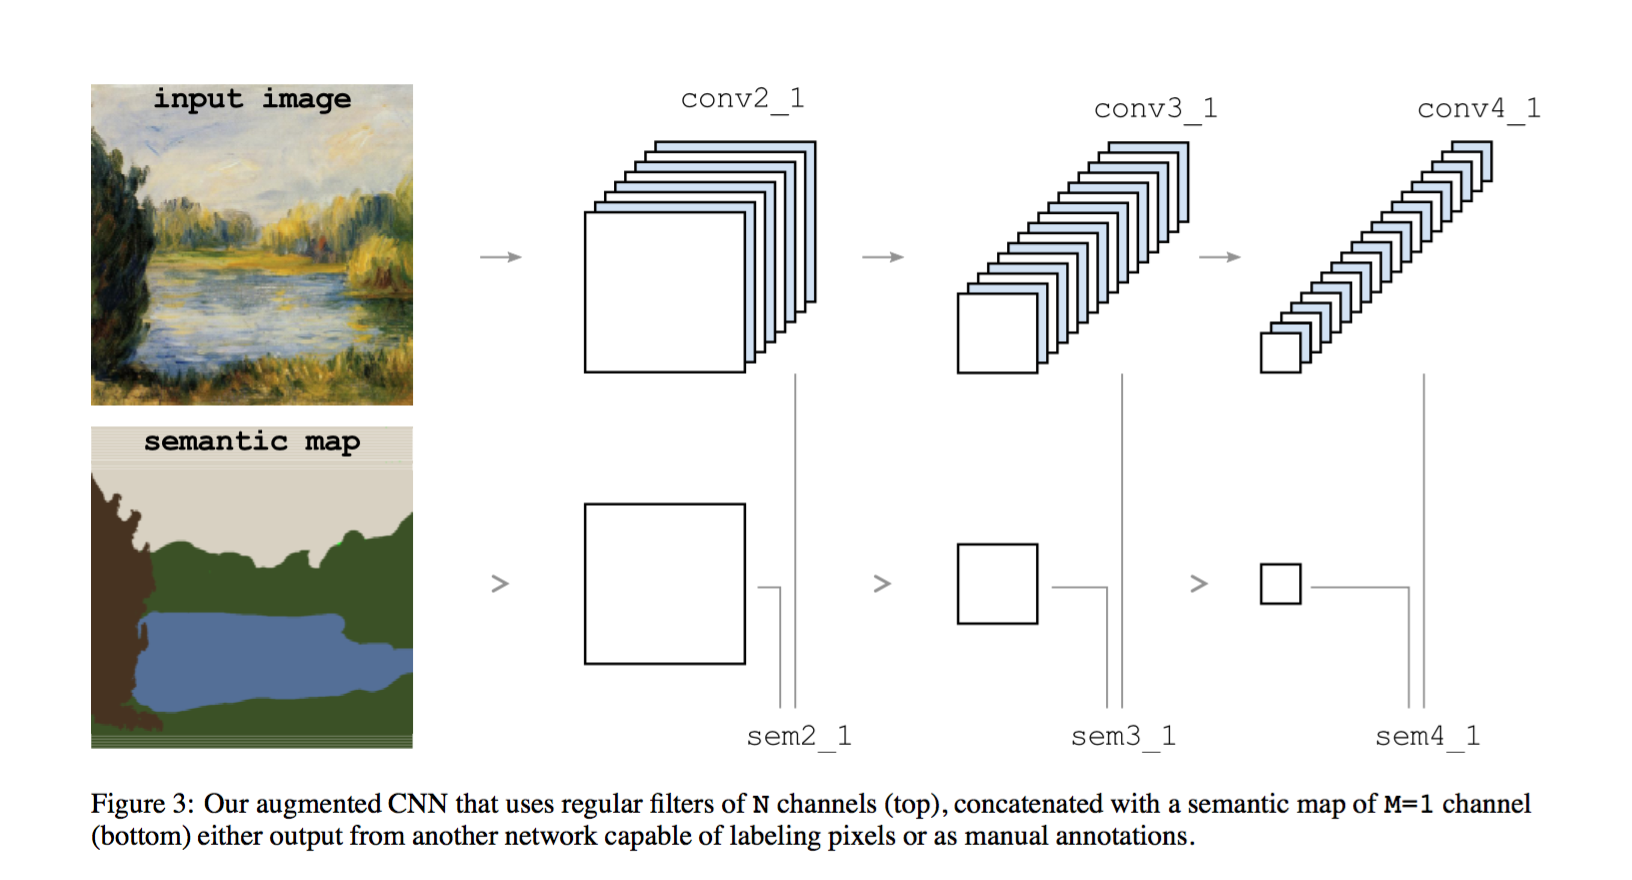 input image
conv2_1
conv3_1
conv4_1
semantic map
>
>
>
sem2_1
sem3_1
sem4_1
Figure 3: Our augmented CNN that uses regular filters of N channels (top), concatenated with a semantic map of M=1 channel
(bottom) either output from another network capable of labeling pixels or as manual annotations.